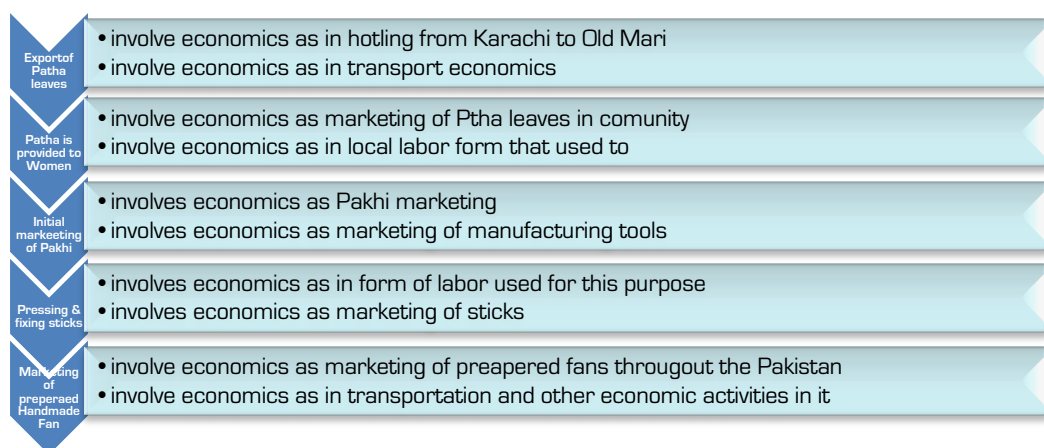 Exportof
Patha
leaves
•involve economics as in hotling from Karachi to Old Mari
•involve economics as in transport economics
Patha is
provided to
Women
•involve economics as marketing of Ptha leaves in comunity
•involve economics as in local labor form that used to
Initial
markeeting
of Pakhi
•involves economics as Pakhi marketing
•involves economics as marketing of manufacturing tools
Pressing &
fixing sticks
•involves economics as in form of labor used for this purpose
•involves economics as marketing of sticks
Marketing
of
preperaed
Handmade
Fan
•involve economics as marketing of preapered fans througout the Pakistan
•involve economics as in transportation and other economic activities in it